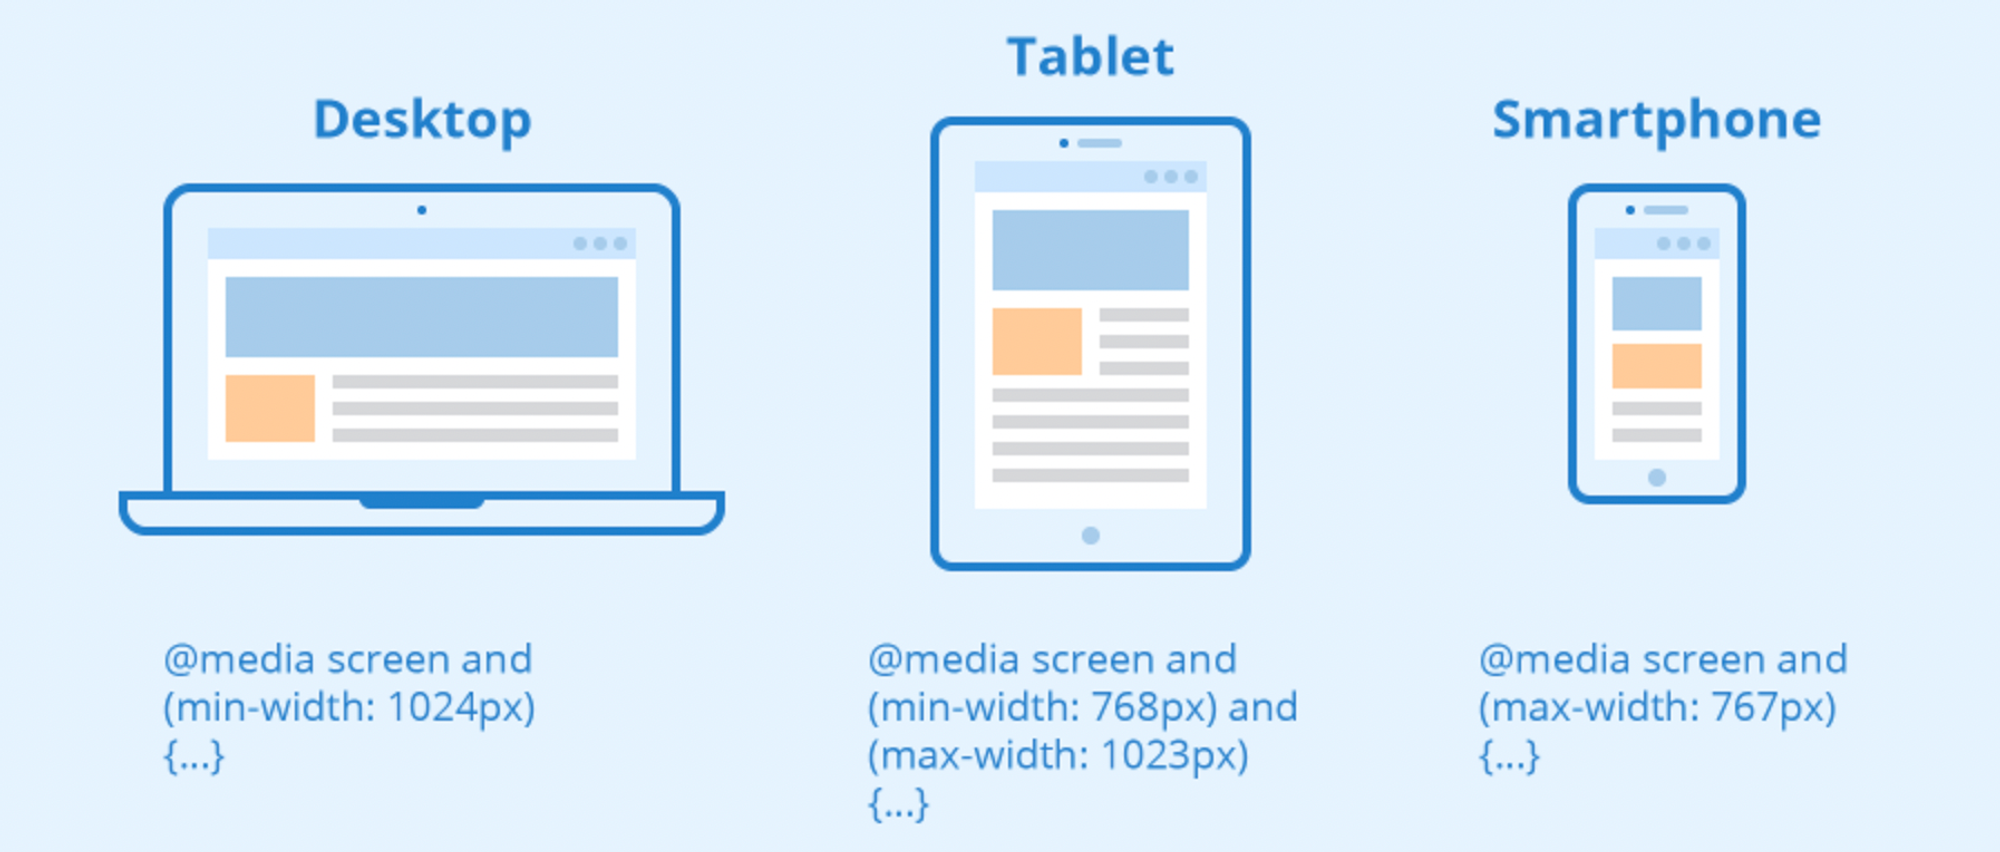 Desktop
@media screen and
(min-width: 1024px)
{...}
Tablet
@media screen and
(min-width: 768px) and
(max-width: 1023px)
{...}
Smartphone
@media screen and
(max-width: 767px)
{...}